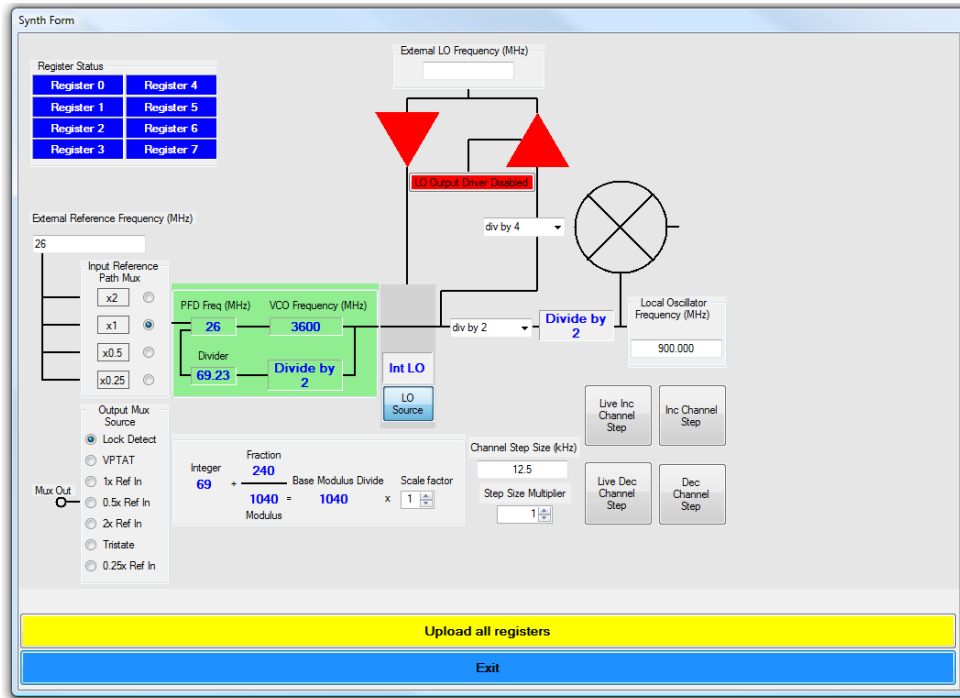 Synth Form
Register Status
Register 0
Register 4
Register 1
Register 5
Register 2
Register 6
Register 3
Register 7
External LO Frequency (MHz)
LO Output Driver Disabled
div by 4
External Reference Frequency (MHz)
26
Input Reference
Path Mux
x2
x1
x0.5
x0.25
PFD Freq (MHz)
VCO Frequency (MHz)
26
3600
Divider
69.23
Divide by
2
Int LO
LO
Source
div by 2
Divide by
2
Local Oscillator
Frequency (MHz)
900.000
Output Mux
Source
Lock Detect
VPTAT
1x Ref In
0.5x Ref In
2x Ref In
Tristate
0.25x Ref In
Mux Out
Integer
69
+
Fraction
240
1040
Modulus
=
Base Modulus Divide
1040
x
Scale factor
1
Channel Step Size (kHz)
12.5
Step Size Multiplier
1
Live Inc
Channel
Step
Inc Channel
Step
Live Dec
Channel
Step
Dec
Channel
Step
Upload all registers
Exit